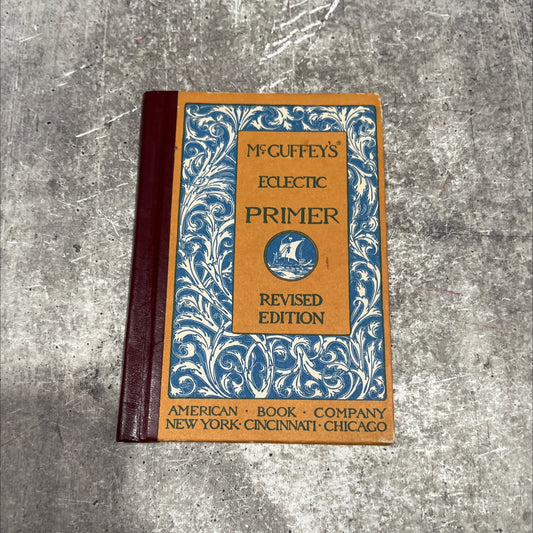 McGUFFEY'S®
ECLECTIC
PRIMER
REVISED
EDITION
AMERICAN · BOOK · COMPANY
NEW YORK · CINCINNATI · CHICAGO